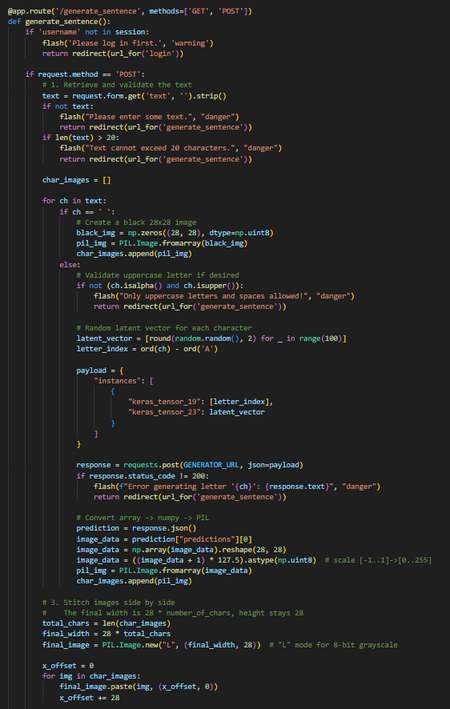 @app.route('/generate_sentence', methods=['GET', 'POST'])
def generate_sentence():
    if 'username' not in session:
        flash('Please log in first.', 'warning')
        return redirect(url_for('login'))

    if request.method == 'POST':
        # 1. Retrieve and validate the text
        text = request.form.get('text', '').strip()
        if not text:
            flash("Please enter some text.", "danger")
            return redirect(url_for('generate_sentence'))
        if len(text) > 20:
            flash("Text cannot exceed 20 characters.", "danger")
            return redirect(url_for('generate_sentence'))

        char_images = []

        for ch in text:
            if ch == ' ':
                # Create a black 28x28 image
                black_img = np.zeros((28, 28), dtype=np.uint8)
                pil_img = PIL.Image.fromarray(black_img)
                char_images.append(pil_img)
            else:
                # Validate uppercase letter if desired
                if not (ch.isalpha() and ch.isupper()):
                    flash("Only uppercase letters and spaces allowed!", "danger")
                    return redirect(url_for('generate_sentence'))

                # Random latent vector for each character
                latent_vector = [round(random.random(), 2) for _ in range(100)]
                letter_index = ord(ch) - ord('A')

                payload = {
                    "instances": [
                        {
                            "keras_tensor_19": [letter_index],
                            "keras_tensor_23": latent_vector
                        }
                    ]
                }

                response = requests.post(GENERATOR_URL, json=payload)
                if response.status_code != 200:
                    flash(f"Error generating letter '{ch}': {response.text}", "danger")
                    return redirect(url_for('generate_sentence'))

                # Convert array -> numpy -> PIL
                prediction = response.json()
                image_data = prediction["predictions"][0]
                image_data = np.array(image_data).reshape(28, 28)
                image_data = ((image_data + 1) * 127.5).astype(np.uint8)  # scale [-1..1]->[0..255]
                pil_img = PIL.Image.fromarray(image_data)
                char_images.append(pil_img)

        # 3. Stitch images side by side
        #    The final width is 28 * number_of_chars, height stays 28
        total_chars = len(char_images)
        final_width = 28 * total_chars
        final_image = PIL.Image.new("L", (final_width, 28))  # "L" mode for 8-bit grayscale

        x_offset = 0
        for img in char_images:
            final_image.paste(img, (x_offset, 0))
            x_offset += 28